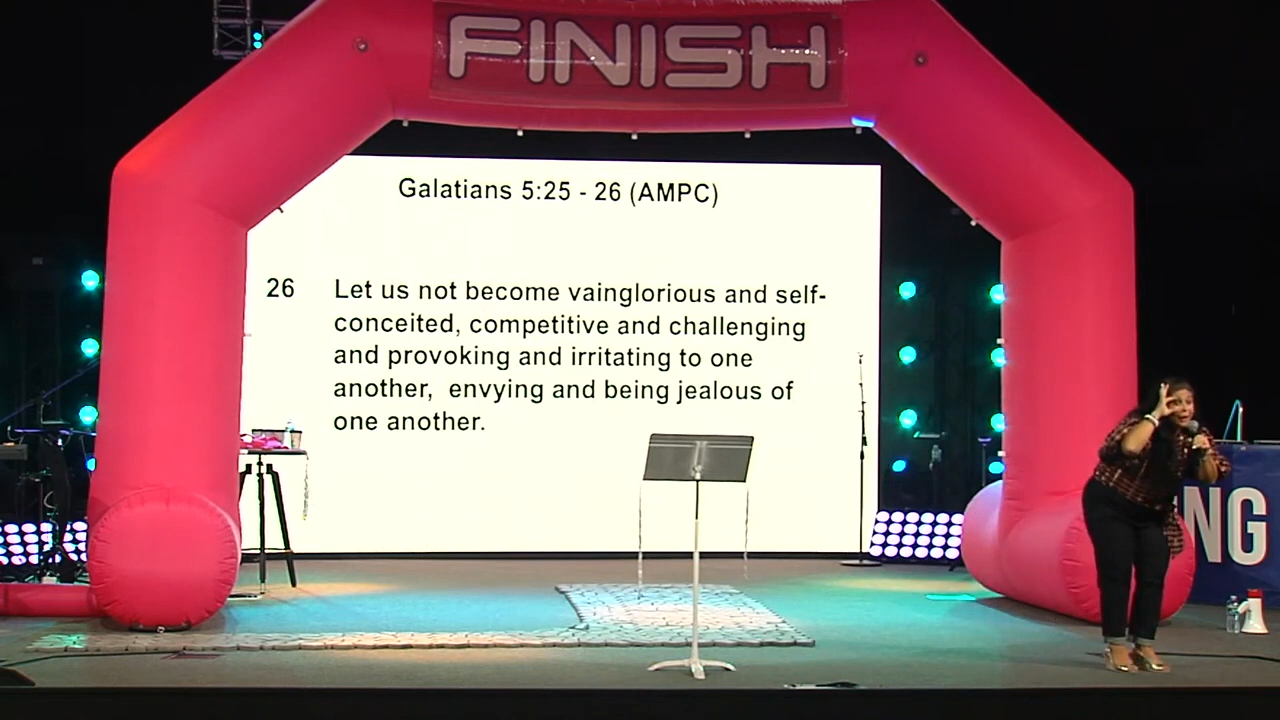 FINISH
Galatians 5:25 - 26 (AMPC)
26 Let us not become vainglorious and self-
conceited, competitive and challenging
and provoking and irritating to one
another, envying and being jealous of
one another.
NG